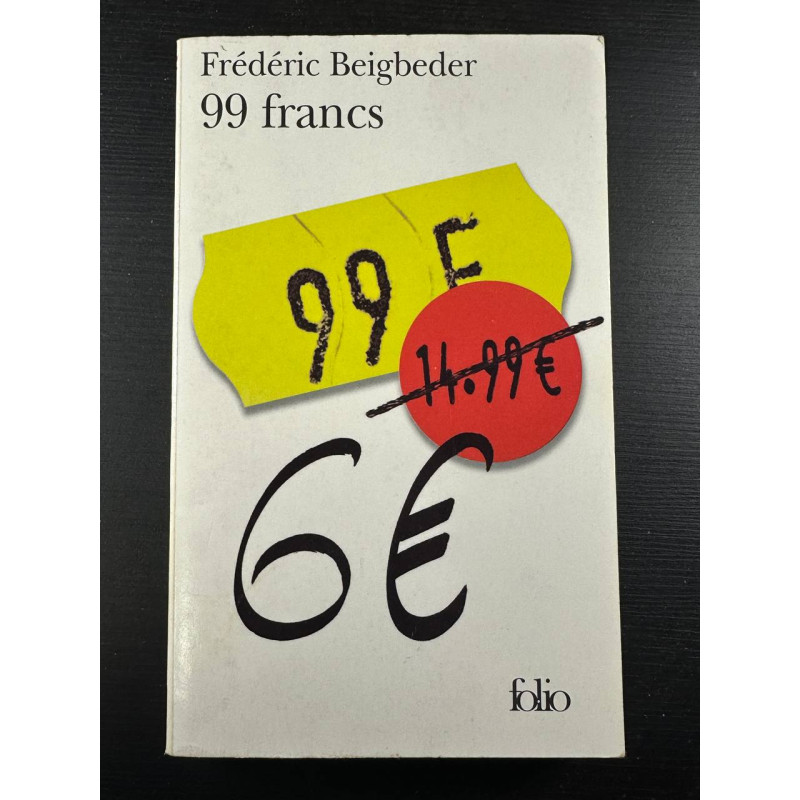 Frédéric Beigbeder
99 francs
99 F
14.99 €
6€
folio